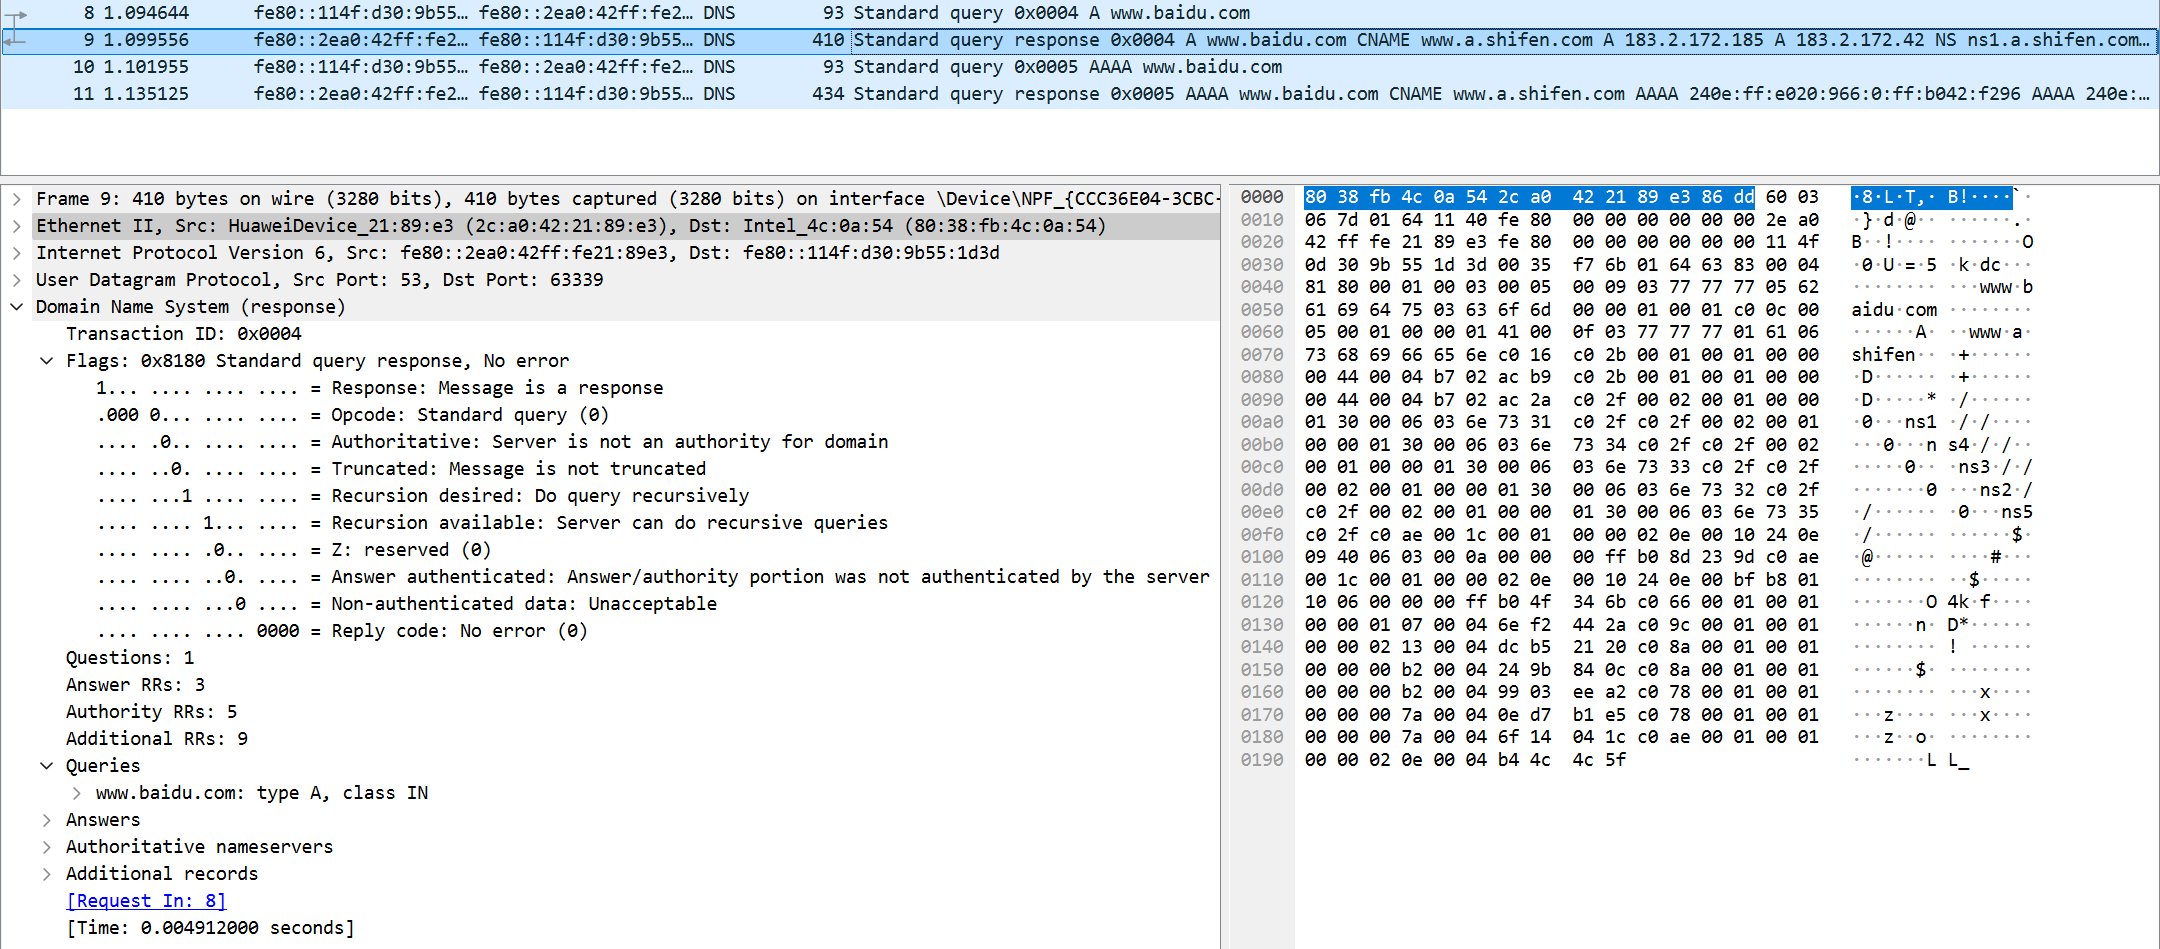 8 1.094644 fe80::114f:d30:9b55… fe80::2ea0:42ff:fe2… DNS 93 Standard query 0x0004 A www.baidu.com
9 1.099556 fe80::2ea0:42ff:fe2… fe80::114f:d30:9b55… DNS 410 Standard query response 0x0004 A www.baidu.com CNAME www.a.shifen.com A 183.2.172.185 A 183.2.172.42 NS ns1.a.shifen.com…
10 1.101955 fe80::114f:d30:9b55… fe80::2ea0:42ff:fe2… DNS 93 Standard query 0x0005 AAAA www.baidu.com
11 1.135125 fe80::2ea0:42ff:fe2… fe80::114f:d30:9b55… DNS 434 Standard query response 0x0005 AAAA www.baidu.com CNAME www.a.shifen.com AAAA 240e:ff:e020:966:0:ff:b042:f296 AAAA 240e:…
Frame 9: 410 bytes on wire (3280 bits), 410 bytes captured (3280 bits) on interface \Device\NPF_{CCC36E04-3CBC-
Ethernet II, Src: HuaweiDevice_21:89:e3 (2c:a0:42:21:89:e3), Dst: Intel_4c:0a:54 (80:38:fb:4c:0a:54)
Internet Protocol Version 6, Src: fe80::2ea0:42ff:fe21:89e3, Dst: fe80::114f:d30:9b55:1d3d
User Datagram Protocol, Src Port: 53, Dst Port: 63339
Domain Name System (response)
Transaction ID: 0x0004
Flags: 0x8180 Standard query response, No error
1... .... .... .... = Response: Message is a response
.000 0... .... .... = Opcode: Standard query (0)
.... .0.. .... .... = Authoritative: Server is not an authority for domain
.... ..0. .... .... = Truncated: Message is not truncated
.... ...1 .... .... = Recursion desired: Do query recursively
.... .... 1... .... = Recursion available: Server can do recursive queries
.... .... .0.. .... = Z: reserved (0)
.... .... ..0. .... = Answer authenticated: Answer/authority portion was not authenticated by the server
.... .... ...0 .... = Non-authenticated data: Unacceptable
.... .... .... 0000 = Reply code: No error (0)
Questions: 1
Answer RRs: 3
Authority RRs: 5
Additional RRs: 9
Queries
www.baidu.com: type A, class IN
Answers
Authoritative nameservers
Additional records
[Request In: 8]
[Time: 0.004912000 seconds]
0000 80 38 fb 4c 0a 54 2c a0 42 21 89 e3 86 dd 60 03 ·8·L·T,· B!····`·
0010 06 7d 01 64 11 40 fe 80 00 00 00 00 00 00 2e a0 ·}·d·@·· ······.·
0020 42 ff fe 21 89 e3 fe 80 00 00 00 00 00 00 11 4f B··!···· ·······O
0030 0d 30 9b 55 1d 3d 00 35 f7 6b 01 64 63 83 00 04 ·0·U·=·5 ·k·dc···
0040 81 80 00 01 00 03 00 05 00 09 03 77 77 77 05 62 ········ ···www·b
0050 61 69 64 75 03 63 6f 6d 00 00 01 00 01 c0 0c 00 aidu·com ········
0060 05 00 01 00 00 01 41 00 0f 03 77 77 77 01 61 06 ······A· ··www·a·
0070 73 68 69 66 65 6e c0 16 c0 2b 00 01 00 01 00 00 shifen·· ·+······
0080 00 44 00 04 b7 02 ac b9 c0 2b 00 01 00 01 00 00 ·D······ ·+······
0090 00 44 00 04 b7 02 ac 2a c0 2f 00 02 00 01 00 00 ·D·····* ·/······
00a0 01 30 00 06 03 6e 73 31 c0 2f c0 2f 00 02 00 01 ·0···ns1 ·/·/····
00b0 00 00 01 30 00 06 03 6e 73 34 c0 2f c0 2f 00 02 ···0···n s4·/·/··
00c0 00 01 00 00 01 30 00 06 03 6e 73 33 c0 2f c0 2f ·····0·· ·ns3·/·/
00d0 00 02 00 01 00 00 01 30 00 06 03 6e 73 32 c0 2f ·······0 ···ns2·/
00e0 c0 2f 00 02 00 01 00 00 01 30 00 06 03 6e 73 35 ·/······ ·0···ns5
00f0 c0 2f c0 ae 00 1c 00 01 00 00 02 0e 00 10 24 0e ·/······ ······$·
0100 09 40 06 03 00 0a 00 00 00 ff b0 8d 23 9d c0 ae ·@······ ····#···
0110 00 1c 00 01 00 00 02 0e 00 10 24 0e 00 bf b8 01 ········ ··$·····
0120 10 06 00 00 00 ff b0 4f 34 6b c0 66 00 01 00 01 ·······O 4k·f····
0130 00 00 01 07 00 04 6e f2 44 2a c0 9c 00 01 00 01 ······n· D*······
0140 00 00 02 13 00 04 dc b5 21 20 c0 8a 00 01 00 01 ········ ! ······
0150 00 00 00 b2 00 04 24 9b 84 0c c0 8a 00 01 00 01 ······$· ········
0160 00 00 00 b2 00 04 99 03 ee a2 c0 78 00 01 00 01 ········ ···x····
0170 00 00 00 7a 00 04 0e d7 b1 e5 c0 78 00 01 00 01 ···z···· ···x····
0180 00 00 00 7a 00 04 6f 14 04 1c c0 ae 00 01 00 01 ···z··o· ········
0190 00 00 02 0e 00 04 b4 4c 4c 5f ·······L L_